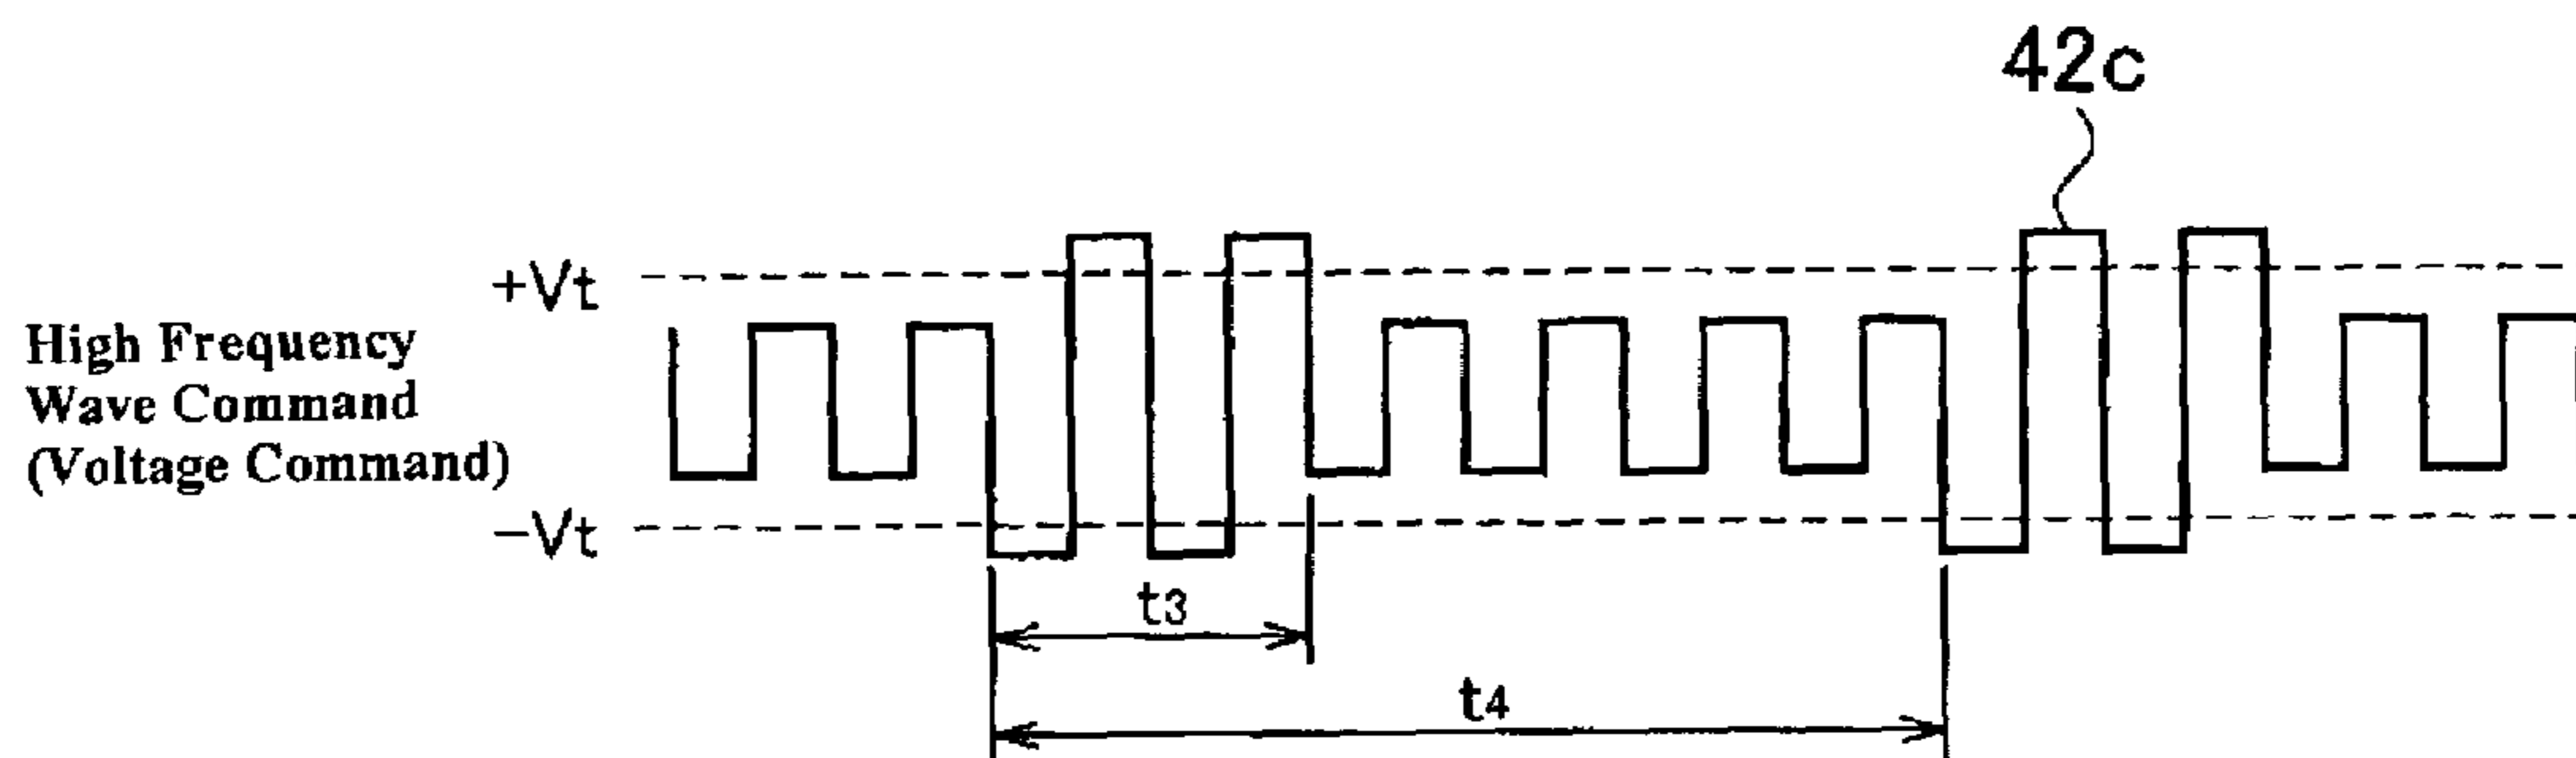 42c
+Vt
High Frequency
Wave Command
(Voltage Command)
−Vt
t3
t4